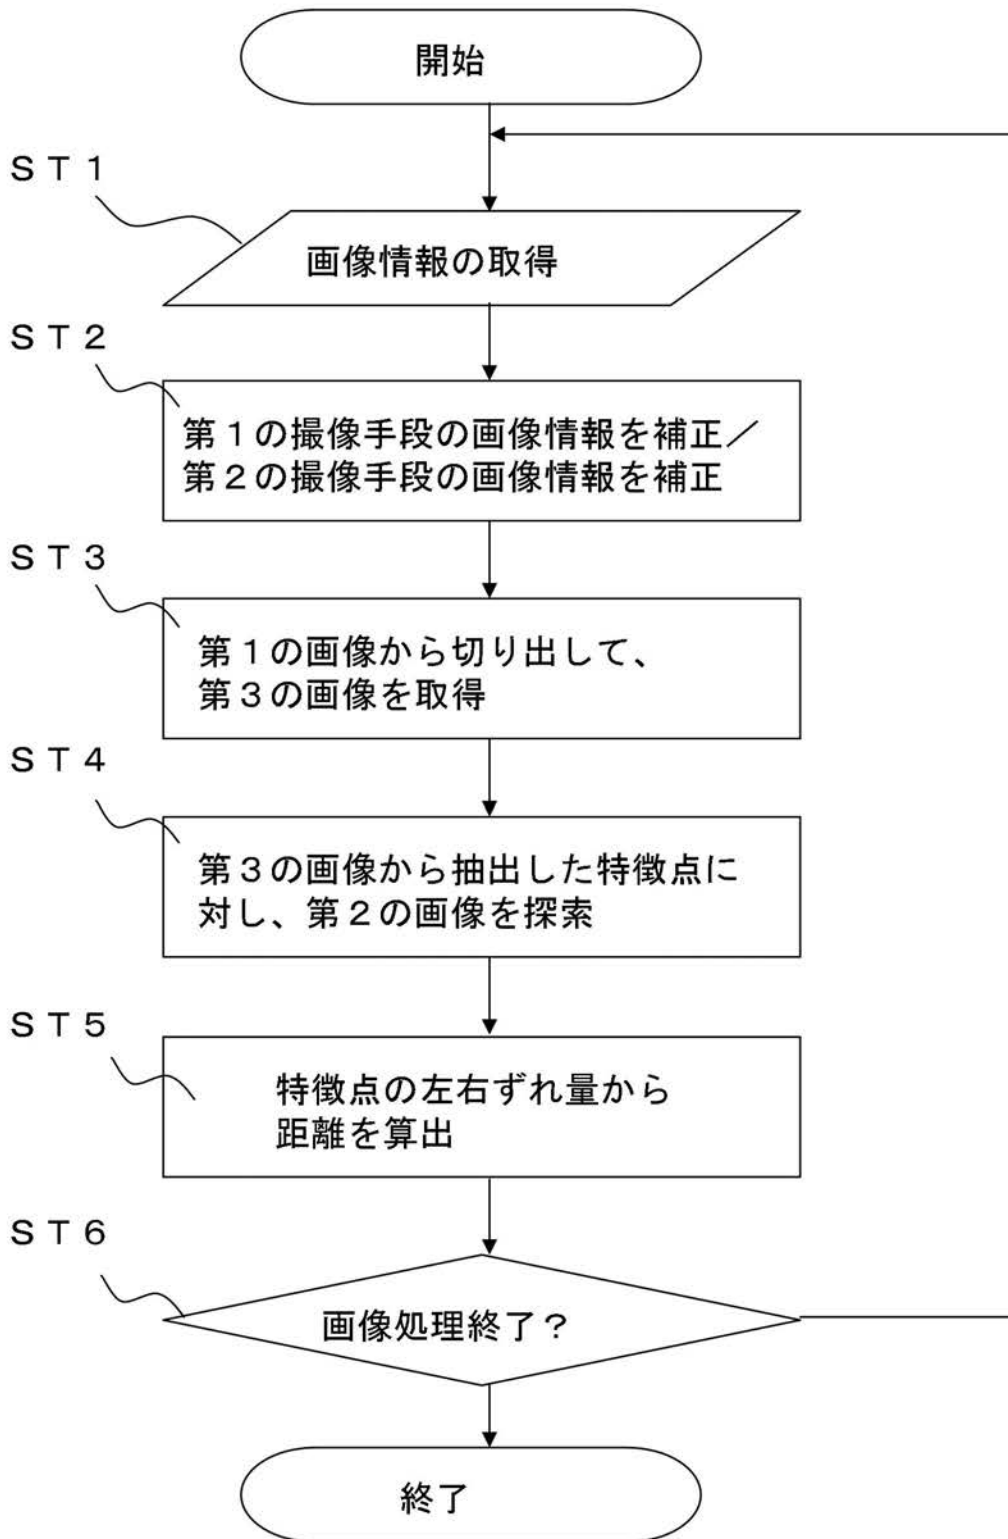 開始
ST1
画像情報の取得
ST2
第1の撮像手段の画像情報を補正/
第2の撮像手段の画像情報を補正
ST3
第1の画像から切り出して、
第3の画像を取得
ST4
第3の画像から抽出した特徴点に
対し、第2の画像を探索
ST5
特徴点の左右ずれ量から
距離を算出
ST6
画像処理終了?
終了